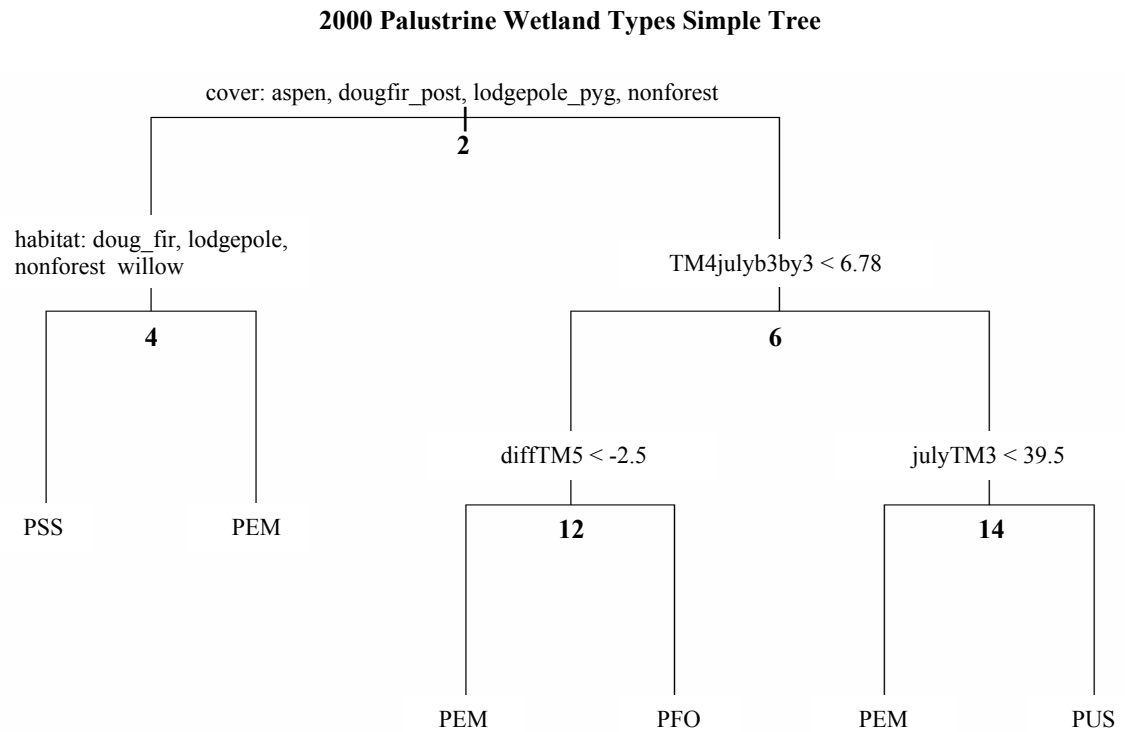 2000 Palustrine Wetland Types Simple Tree
cover: aspen, dougfir_post, lodgepole_pyg, nonforest
2
habitat: doug_fir, lodgepole,
nonforest willow
TM4julyb3by3 < 6.78
4
6
diffTM5 < -2.5
julyTM3 < 39.5
PSS
PEM
12
14
PEM
PFO
PEM
PUS